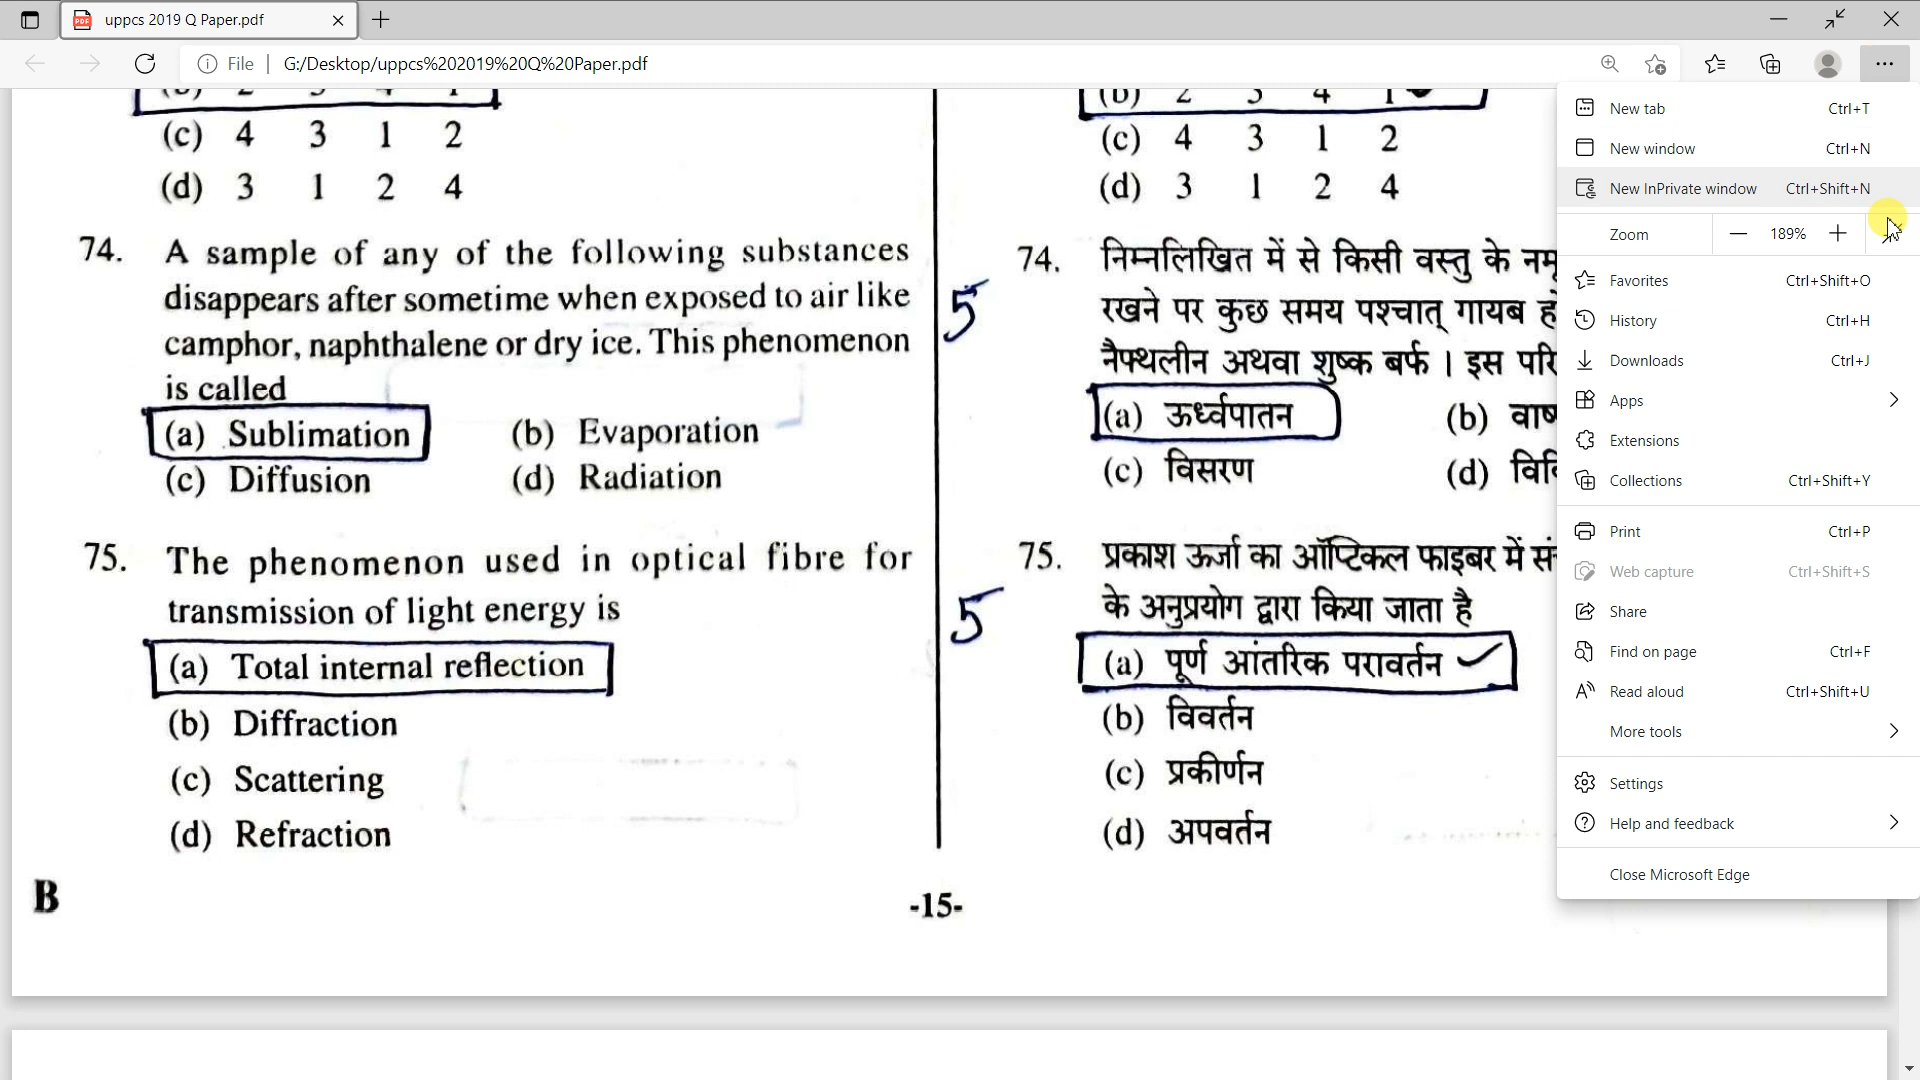 uppcs 2019 Q Paper.pdf
File
G:/Desktop/uppcs%202019%20Q%20Paper.pdf
(c) 4 3 1 2
(d) 3 1 2 4
74. A sample of any of the following substances
disappears after sometime when exposed to air like
camphor, naphthalene or dry ice. This phenomenon
is called
(a) Sublimation (b) Evaporation
(c) Diffusion (d) Radiation
75. The phenomenon used in optical fibre for
transmission of light energy is
(a) Total internal reflection
(b) Diffraction
(c) Scattering
(d) Refraction
B
-15-
5
5
(b) 2 3 4 1
(c) 4 3 1 2
(d) 3 1 2 4
74. निम्नलिखित में से किसी वस्तु के
रखने पर कुछ समय पश्चात् गायब
नैफ्थलीन अथवा शुष्क बर्फ । इस
(a) ऊर्ध्वपातन (b)
(c) विसरण (d)
75. प्रकाश ऊर्जा का ऑप्टिकल फाइबर में
के अनुप्रयोग द्वारा किया जाता है
(a) पूर्ण आंतरिक परावर्तन
(b) विवर्तन
(c) प्रकीर्णन
(d) अपवर्तन
New tab Ctrl+T
New window Ctrl+N
New InPrivate window Ctrl+Shift+N
Zoom 189%
Favorites Ctrl+Shift+O
History Ctrl+H
Downloads Ctrl+J
Apps
Extensions
Collections Ctrl+Shift+Y
Print Ctrl+P
Web capture Ctrl+Shift+S
Share
Find on page Ctrl+F
Read aloud Ctrl+Shift+U
More tools
Settings
Help and feedback
Close Microsoft Edge